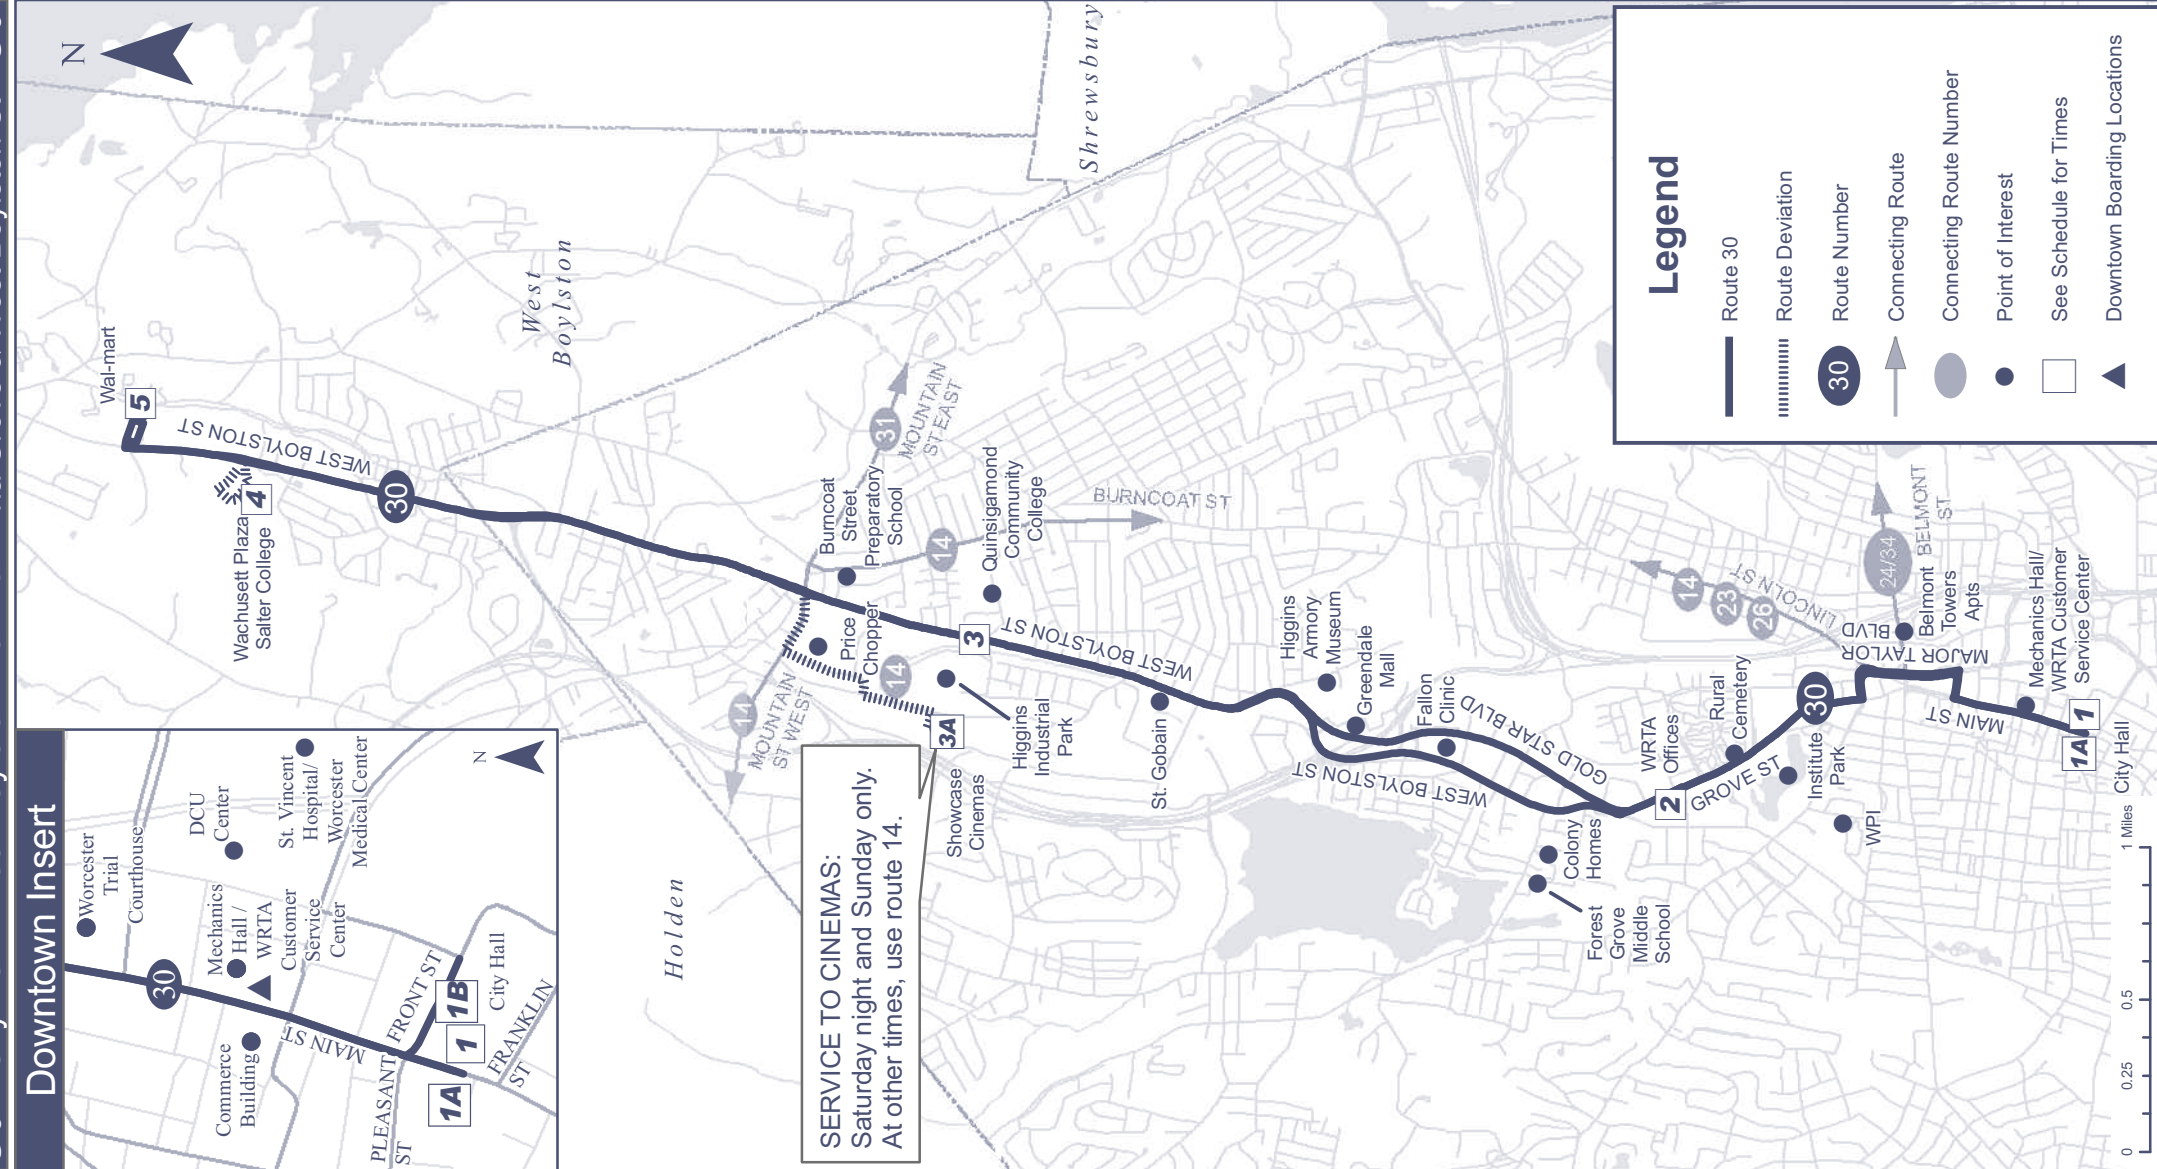 Downtown Insert
Worcester
Trial
Courthouse
DCU
Center
St. Vincent
Hospital/
Worcester
Medical Center
N
30
Mechanics
Hall /
WRTA
Customer
Service
Center
Commerce
Building
MAIN ST
FRONT ST
PLEASANT
ST
1B
1
1A
City Hall
FRANKLIN
ST
N
Wal-mart
5
WEST BOYLSTON ST
Wachusett Plaza
Salter College
4
30
West
Boylston
Shrewsbury
Holden
31
MOUNTAIN
ST EAST
Burncoat
Street
Preparatory
School
14
Quinsigamond
Community
College
BURNCOAT ST
Price
Chopper
14
14
MOUNTAIN
ST WEST
3
WEST BOYLSTON ST
3A
Showcase
Cinemas
Higgins
Industrial
Park
SERVICE TO CINEMAS:
Saturday night and Sunday only.
At other times, use route 14.
St. Gobain
Higgins
Armory
Museum
Greendale
Mall
Fallon
Clinic
GOLD STAR BLVD
WEST BOYLSTON ST
Colony
Homes
Forest
Grove
Middle
School
WRTA
Offices
2
GROVE ST
Rural
Cemetery
Institute
Park
WPI
30
14
23
26
LINCOLN ST
24/34
BELMONT
ST
Belmont
Towers
Apts
MAJOR TAYLOR
BLVD
MAIN ST
Mechanics Hall/
WRTA Customer
Service Center
1
1A
City Hall
0
0.25
0.5
1 Miles
Legend
Route 30
Route Deviation
30
Route Number
Connecting Route
Connecting Route Number
Point of Interest
See Schedule for Times
Downtown Boarding Locations